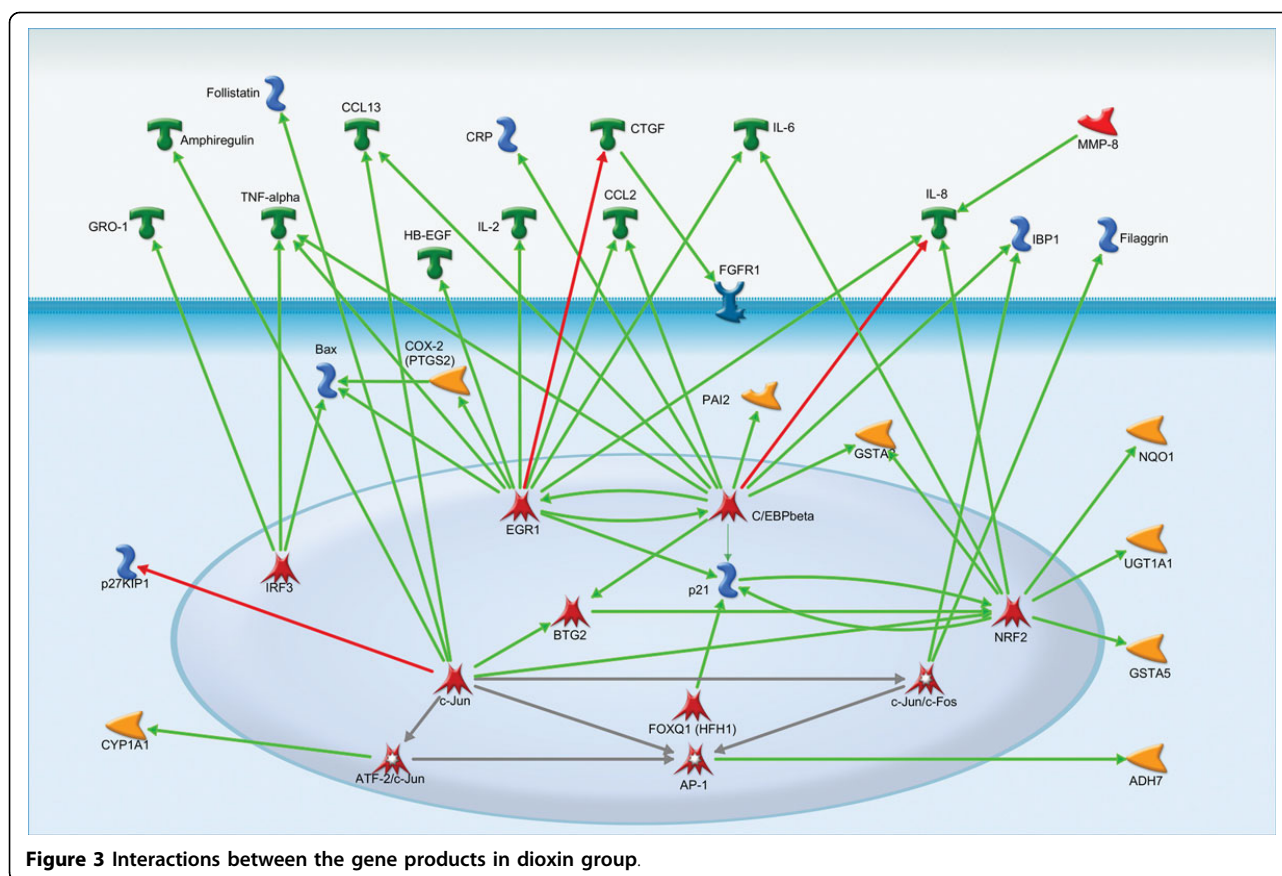 Follistatin
CCL13
Amphiregulin
CRP
CTGF
IL-6
MMP-8
GRO-1
TNF-alpha
HB-EGF
IL-2
CCL2
IL-8
IBP1
Filaggrin
FGFR1
Bax
COX-2
(PTGS2)
PAI2
GSTA
NQO1
EGR1
C/EBPbeta
UGT1A1
p27KIP1
IRF3
p21
BTG2
NRF2
GSTA5
c-Jun
FOXQ1 (HFH1)
c-Jun/c-Fos
CYP1A1
ATF-2/c-Jun
AP-1
ADH7
Figure 3 Interactions between the gene products in dioxin group.